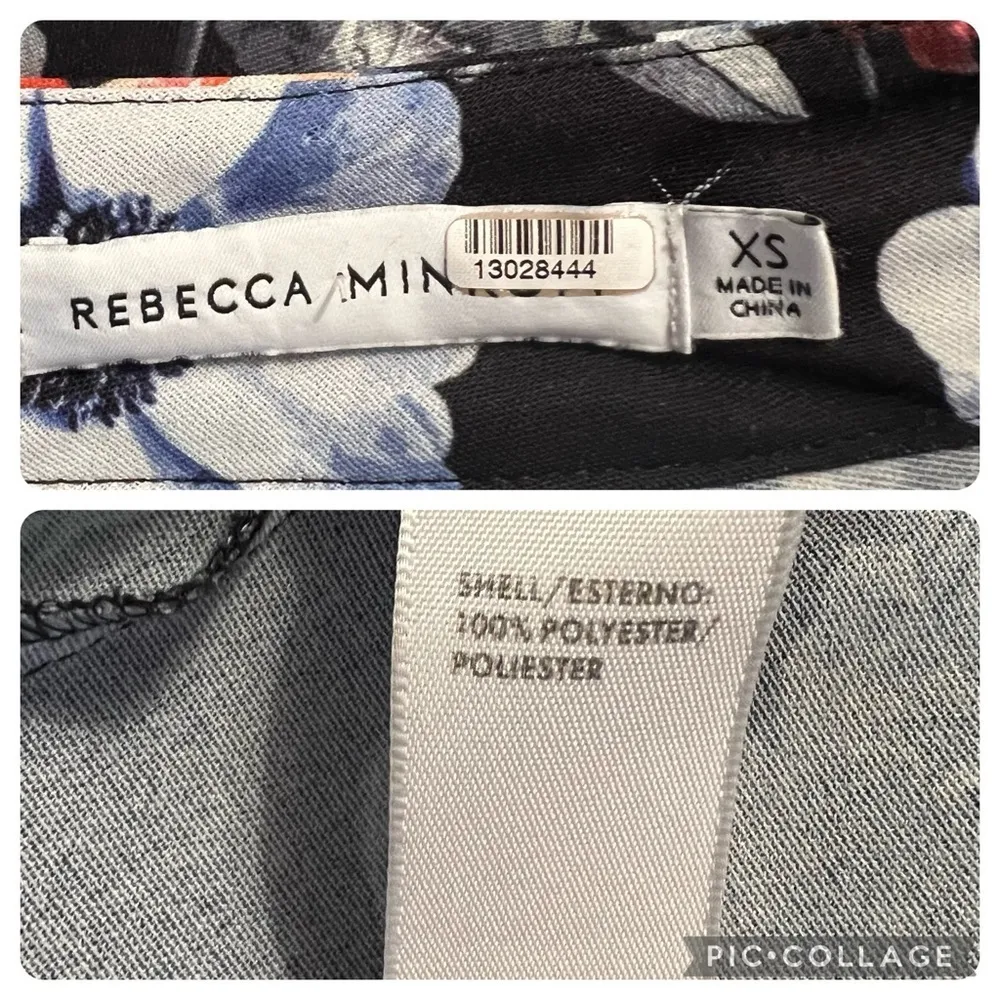 REBECCA MIN
13028444
XS
MADE IN
CHINA
SHELL/ESTERNO:
100% POLYESTER/
POLIESTER
PIC•COLLAGE